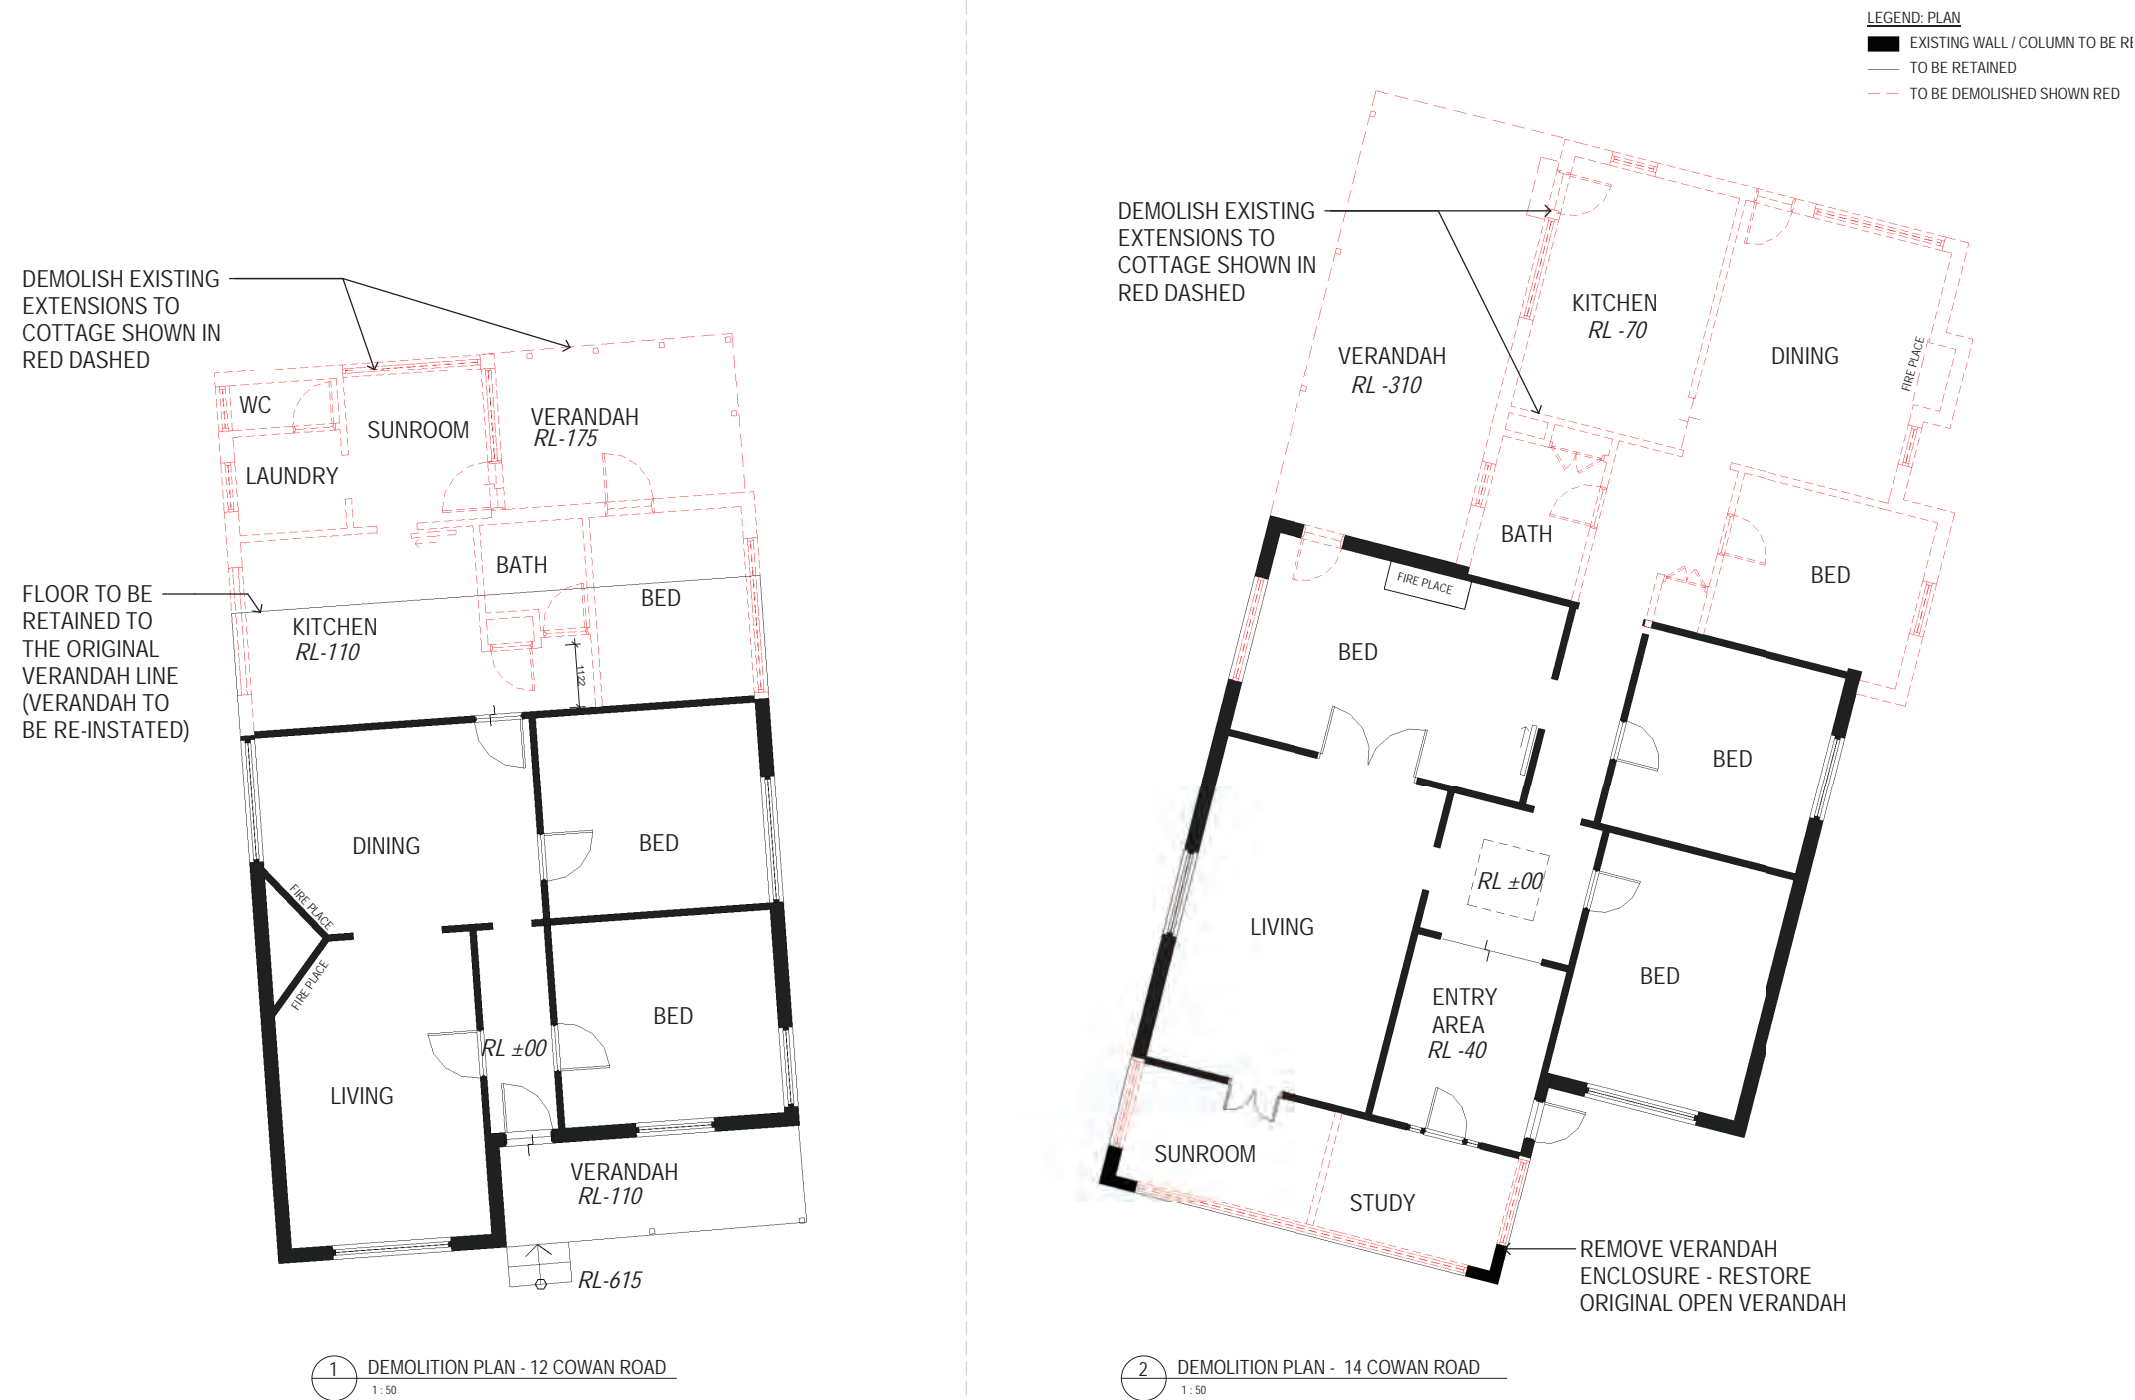 LEGEND: PLAN
EXISTING WALL / COLUMN TO BE RE
TO BE RETAINED
TO BE DEMOLISHED SHOWN RED
DEMOLISH EXISTING
EXTENSIONS TO
COTTAGE SHOWN IN
RED DASHED
WC
SUNROOM
LAUNDRY
VERANDAH
RL-175
BATH
BED
FLOOR TO BE
RETAINED TO
THE ORIGINAL
VERANDAH LINE
(VERANDAH TO
BE RE-INSTATED)
KITCHEN
RL-110
1122
DINING
BED
FIRE PLACE
FIRE PLACE
BED
RL ±00
LIVING
VERANDAH
RL-110
RL-615
1
DEMOLITION PLAN - 12 COWAN ROAD
1 : 50
DEMOLISH EXISTING
EXTENSIONS TO
COTTAGE SHOWN IN
RED DASHED
KITCHEN
RL -70
VERANDAH
RL -310
DINING
FIRE PLACE
BATH
BED
FIRE PLACE
BED
BED
RL ±00
LIVING
BED
ENTRY
AREA
RL -40
SUNROOM
STUDY
REMOVE VERANDAH
ENCLOSURE - RESTORE
ORIGINAL OPEN VERANDAH
2
DEMOLITION PLAN - 14 COWAN ROAD
1 : 50